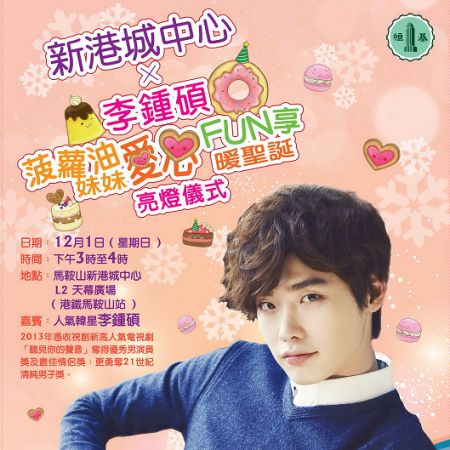 新港城中心
×
李鍾碩
菠蘿油
妹妹
愛心
FUN享
暖聖誕
亮燈儀式
恒 基
日期：12月1日 ( 星期日 )
時間：下午3時至4時
地點：馬鞍山新港城中心
L2 天幕廣場
( 港鐵馬鞍山站 )
嘉賓：人氣韓星李鍾碩
2013年憑收視創新高人氣電視劇
「聽見你的聲音」奪得優秀男演員
獎及最佳情侶獎；更勇奪21世紀
清純男子獎。